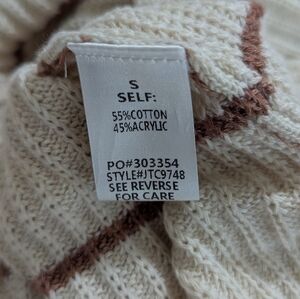 S
SELF:
55%COTTON
45%ACRYLIC
PO#303354
STYLE#JTC9748
SEE REVERSE
FOR CARE